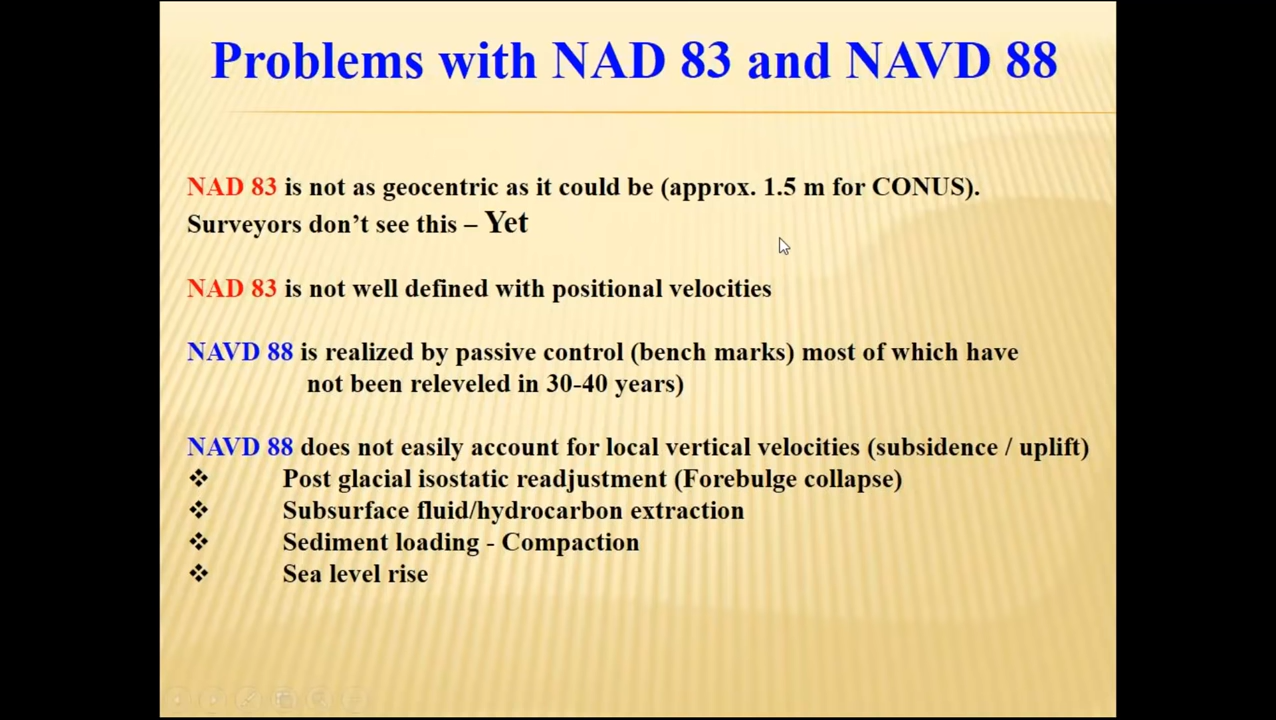 Problems with NAD 83 and NAVD 88
NAD 83 is not as geocentric as it could be (approx. 1.5 m for CONUS).
Surveyors don’t see this – Yet
NAD 83 is not well defined with positional velocities
NAVD 88 is realized by passive control (bench marks) most of which have
not been releveled in 30-40 years)
NAVD 88 does not easily account for local vertical velocities (subsidence / uplift)
❖ Post glacial isostatic readjustment (Forebulge collapse)
❖ Subsurface fluid/hydrocarbon extraction
❖ Sediment loading - Compaction
❖ Sea level rise